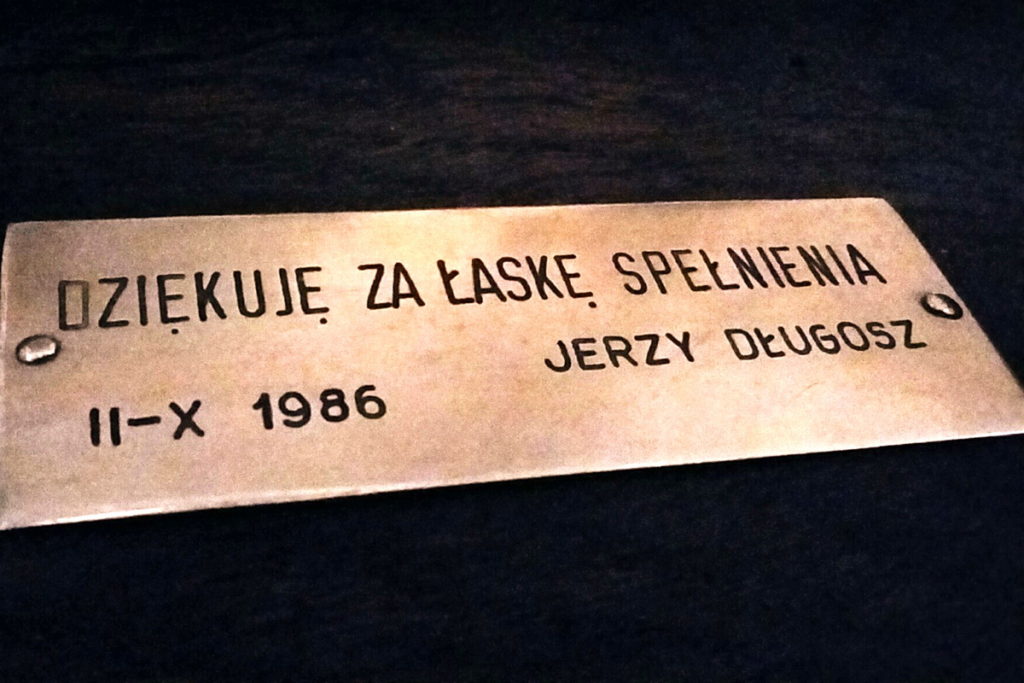 DZIĘKUJĘ ZA ŁASKĘ SPEŁNIENIA
JERZY DŁUGOSZ
II-X 1986